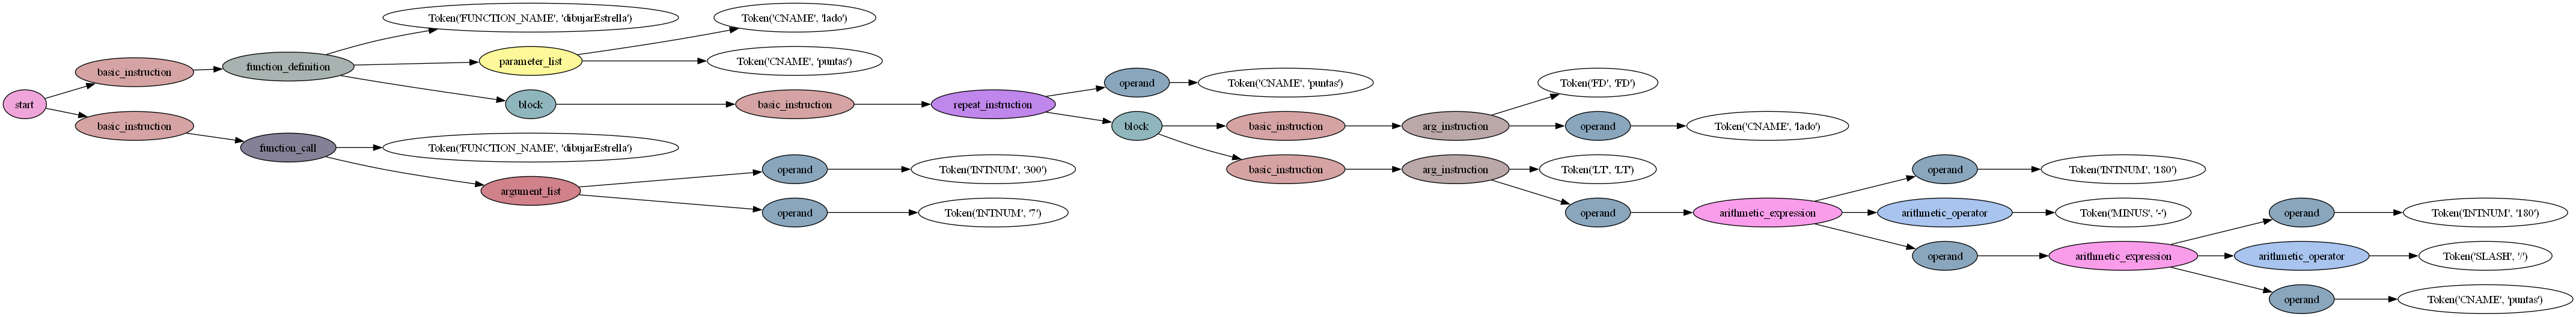 start
basic_instruction
function_definition
Token('FUNCTION_NAME', 'dibujarEstrella')
parameter_list
Token('CNAME', 'lado')
Token('CNAME', 'puntas')
block
basic_instruction
repeat_instruction
operand
Token('CNAME', 'puntas')
block
basic_instruction
arg_instruction
Token('FD', 'FD')
operand
Token('CNAME', 'lado')
basic_instruction
arg_instruction
Token('LT', 'LT')
operand
arithmetic_expression
operand
Token('INTNUM', '180')
arithmetic_operator
Token('MINUS', '-')
operand
arithmetic_expression
operand
Token('INTNUM', '180')
arithmetic_operator
Token('SLASH', '/')
operand
Token('CNAME', 'puntas')
basic_instruction
function_call
Token('FUNCTION_NAME', 'dibujarEstrella')
argument_list
operand
Token('INTNUM', '300')
operand
Token('INTNUM', '7')